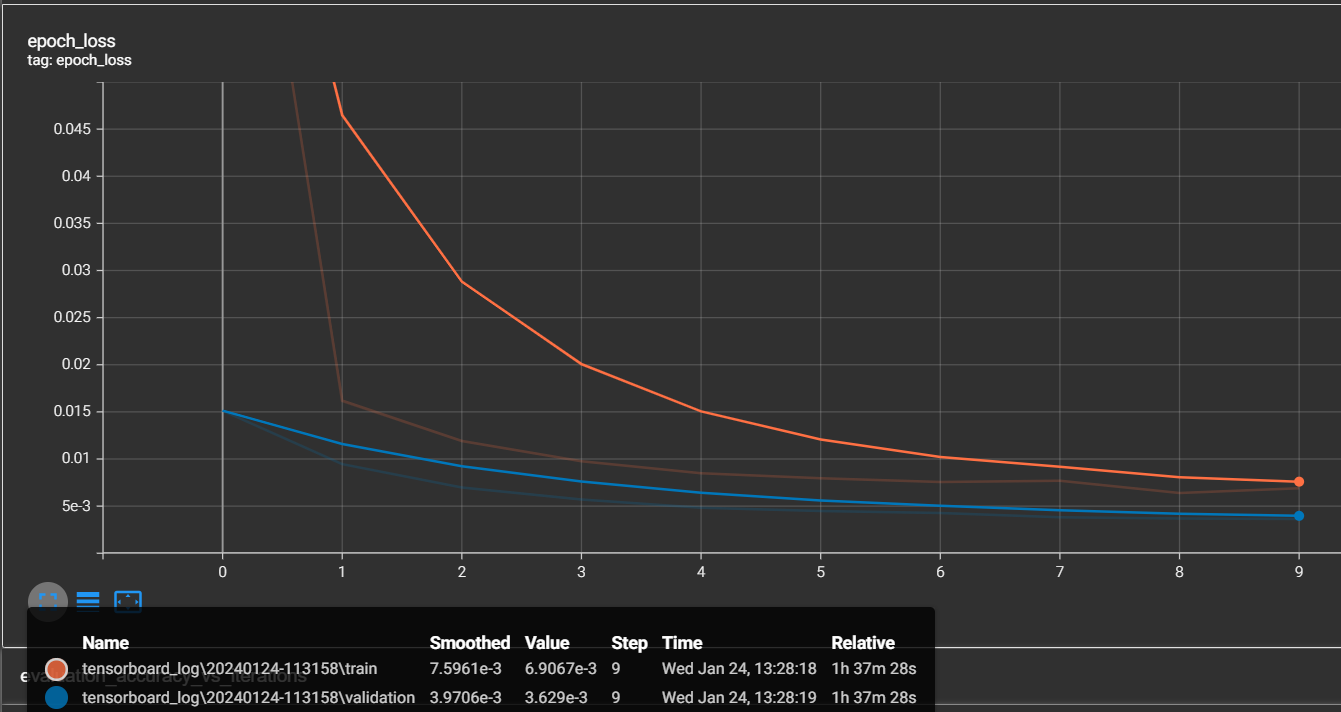 epoch_loss
tag: epoch_loss
0.045
0.04
0.035
0.03
0.025
0.02
0.015
0.01
5e-3
0 1 2 3 4 5 6 7 8 9
Name Smoothed Value Step Time Relative
tensorboard_log\20240124-113158\train 7.5961e-3 6.9067e-3 9 Wed Jan 24, 13:28:18 1h 37m 28s
evaluation_accuracy_vs_iterations
tensorboard_log\20240124-113158\validation 3.9706e-3 3.629e-3 9 Wed Jan 24, 13:28:19 1h 37m 28s